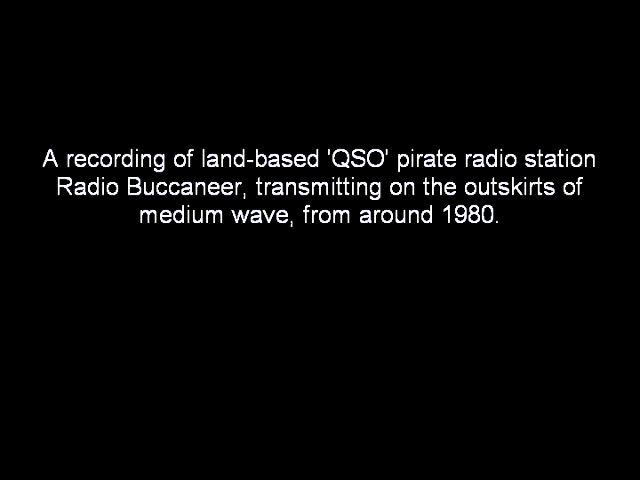 A recording of land-based 'QSO' pirate radio station
Radio Buccaneer, transmitting on the outskirts of
medium wave, from around 1980.